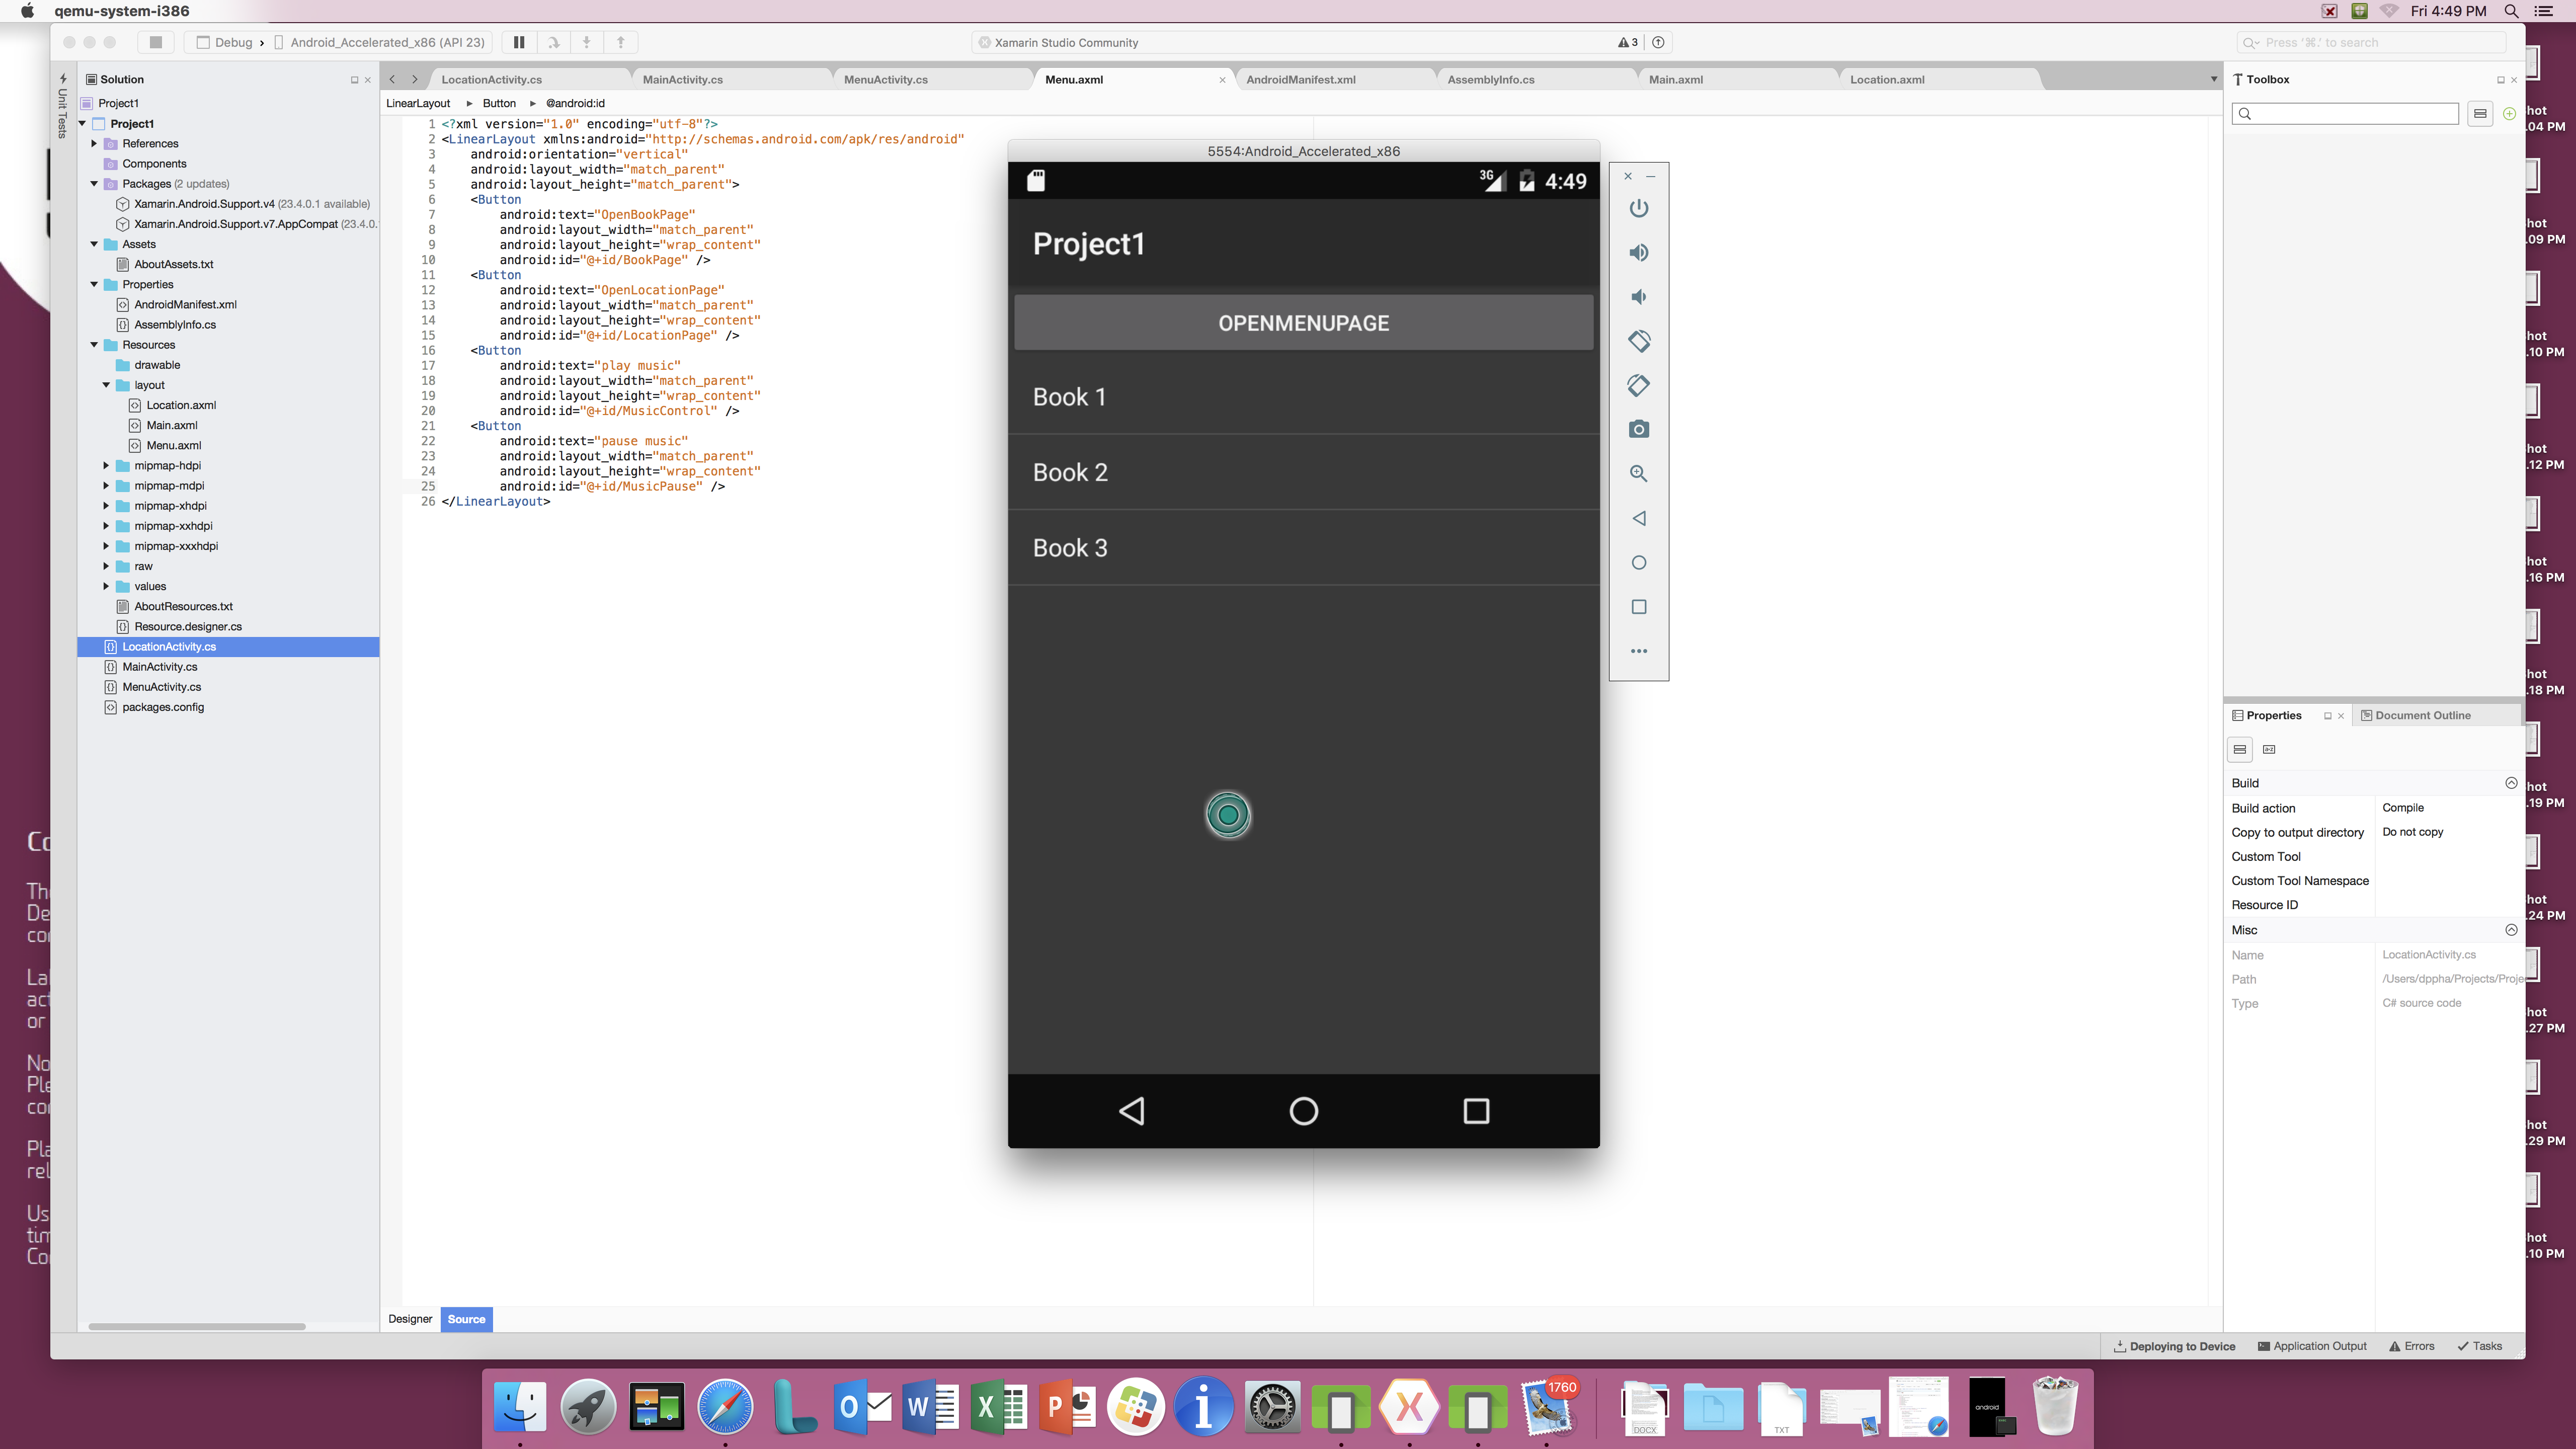 qemu-system-i386
Fri 4:49 PM
Debug › Android_Accelerated_x86 (API 23)
Xamarin Studio Community
3
Press '⌘.' to search
Unit Tests
Solution
Project1
Project1
References
Components
Packages (2 updates)
Xamarin.Android.Support.v4 (23.4.0.1 available)
Xamarin.Android.Support.v7.AppCompat (23.4.0.
Assets
AboutAssets.txt
Properties
AndroidManifest.xml
AssemblyInfo.cs
Resources
drawable
layout
Location.axml
Main.axml
Menu.axml
mipmap-hdpi
mipmap-mdpi
mipmap-xhdpi
mipmap-xxhdpi
mipmap-xxxhdpi
raw
values
AboutResources.txt
Resource.designer.cs
LocationActivity.cs
MainActivity.cs
MenuActivity.cs
packages.config
LocationActivity.cs
MainActivity.cs
MenuActivity.cs
Menu.axml
AndroidManifest.xml
AssemblyInfo.cs
Main.axml
Location.axml
LinearLayout ▸ Button ▸ @android:id
1 <?xml version="1.0" encoding="utf-8"?>
2 <LinearLayout xmlns:android="http://schemas.android.com/apk/res/android"
3 android:orientation="vertical"
4 android:layout_width="match_parent"
5 android:layout_height="match_parent">
6 <Button
7 android:text="OpenBookPage"
8 android:layout_width="match_parent"
9 android:layout_height="wrap_content"
10 android:id="@+id/BookPage" />
11 <Button
12 android:text="OpenLocationPage"
13 android:layout_width="match_parent"
14 android:layout_height="wrap_content"
15 android:id="@+id/LocationPage" />
16 <Button
17 android:text="play music"
18 android:layout_width="match_parent"
19 android:layout_height="wrap_content"
20 android:id="@+id/MusicControl" />
21 <Button
22 android:text="pause music"
23 android:layout_width="match_parent"
24 android:layout_height="wrap_content"
25 android:id="@+id/MusicPause" />
26 </LinearLayout>
Designer
Source
5554:Android_Accelerated_x86
3G
4:49
Project1
OPENMENUPAGE
Book 1
Book 2
Book 3
Toolbox
Properties
Document Outline
Build
Build action Compile
Copy to output directory Do not copy
Custom Tool
Custom Tool Namespace
Resource ID
Misc
Name LocationActivity.cs
Path /Users/dppha/Projects/Proje
Type C# source code
Deploying to Device
Application Output
Errors
Tasks
hot
.04 PM
hot
.09 PM
hot
.10 PM
hot
.12 PM
hot
.16 PM
hot
.18 PM
hot
.19 PM
hot
.24 PM
hot
.27 PM
hot
.29 PM
hot
.10 PM
1760
DOCX
TXT
android